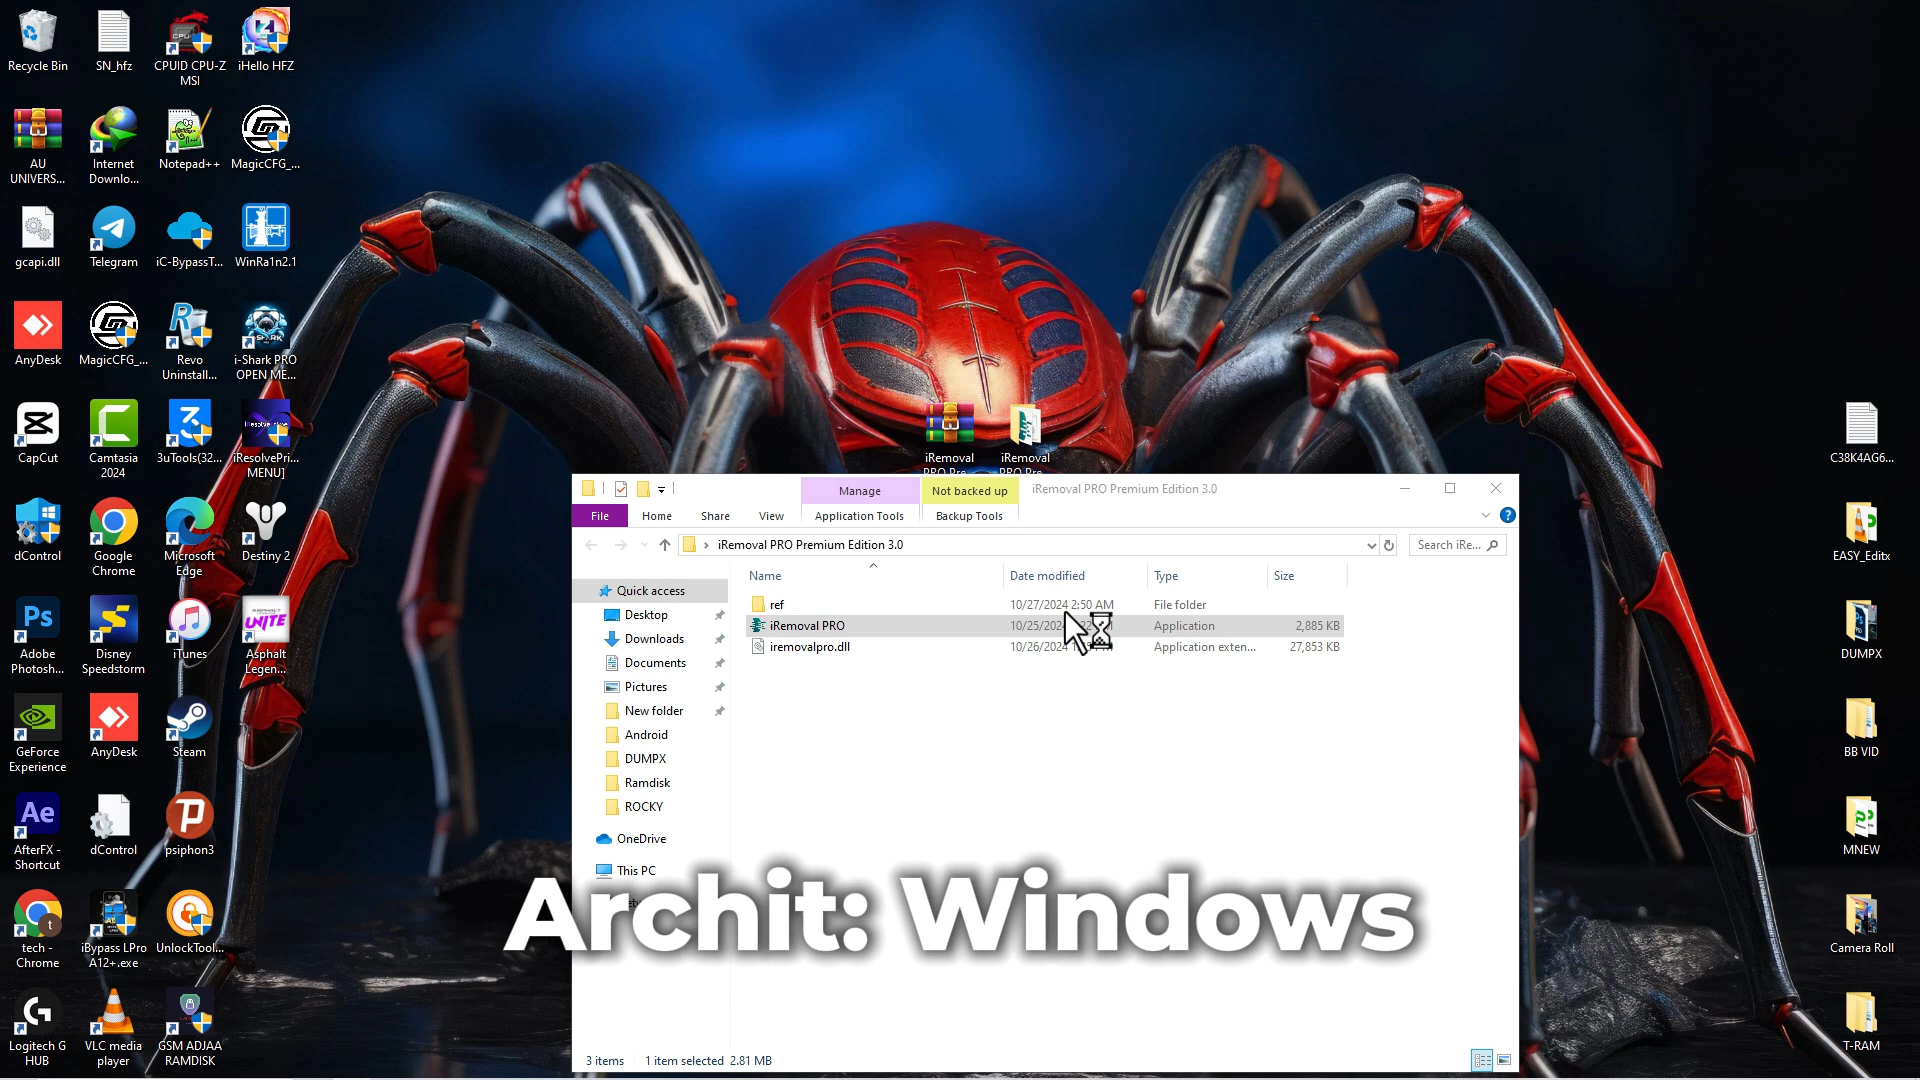 Recycle Bin
SN_hfz
CPUID CPU-Z
MSI
iHello HFZ
AU
UNIVERS...
Internet
Downlo...
Notepad++
MagicCFG_...
gcapi.dll
Telegram
iC-BypassT...
WinRa1n2.1
AnyDesk
MagicCFG_...
Revo
Uninstall...
i-Shark PRO
OPEN ME...
CapCut
Camtasia
2024
3uTools(32...
iResolvePri...
MENU]
dControl
Google
Chrome
Microsoft
Edge
Destiny 2
Adobe
Photosh...
Disney
Speedstorm
iTunes
Asphalt
Legen...
GeForce
Experience
AnyDesk
Steam
AfterFX -
Shortcut
dControl
psiphon3
tech -
Chrome
iBypass LPro
A12+.exe
UnlockTool...
Logitech G
HUB
VLC media
player
GSM ADJAA
RAMDISK
iRemoval
PRO Pre...
iRemoval
PRO Pre...
Manage
Not backed up
iRemoval PRO Premium Edition 3.0
File
Home
Share
View
Application Tools
Backup Tools
iRemoval PRO Premium Edition 3.0
Search iRe...
Name
Date modified
Type
Size
ref
10/27/2024 2:50 AM
File folder
iRemoval PRO
10/25/2024
Application
2,885 KB
iremovalpro.dll
10/26/2024
Application exten...
27,853 KB
Quick access
Desktop
Downloads
Documents
Pictures
New folder
Android
DUMPX
Ramdisk
ROCKY
OneDrive
This PC
Archit: Windows
3 items
1 item selected 2.81 MB
C38K4AG6...
EASY_Editx
DUMPX
BB VID
MNEW
Camera Roll
T-RAM